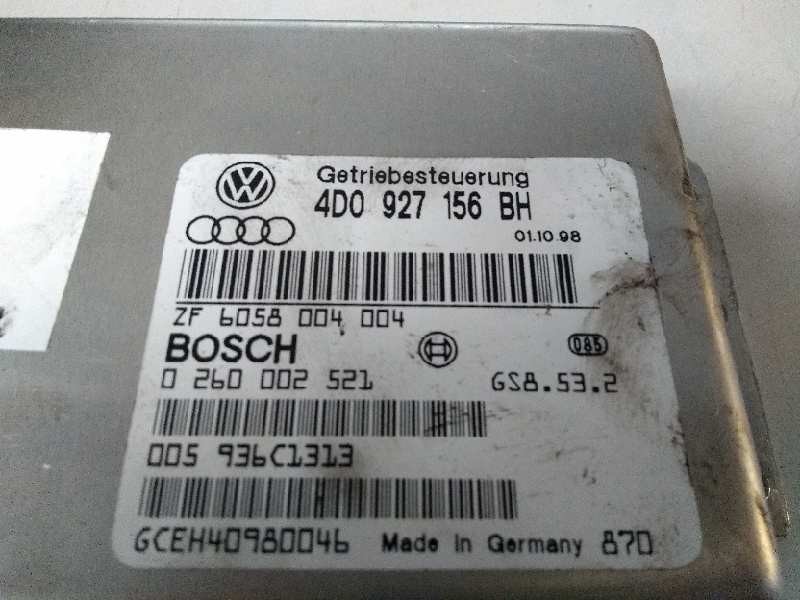 Getriebesteuerung
4D0 927 156 BH
01.10.98
ZF 6058 004 004
BOSCH
085
0 260 002 521
GS8.53.2
005 936C1313
GCEH40980046
Made in Germany 870